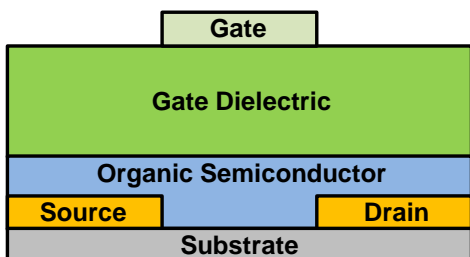 Gate
Gate Dielectric
Organic Semiconductor
Source
Drain
Substrate